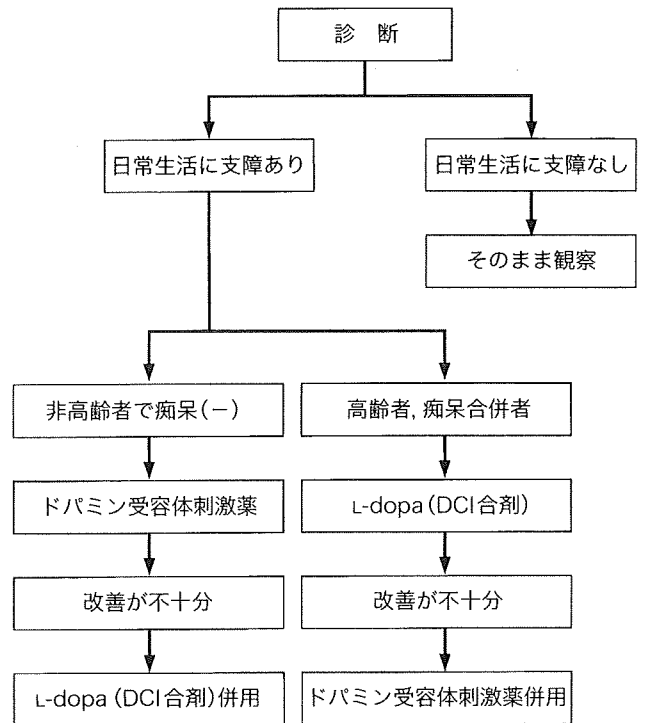 診 断
日常生活に支障あり
日常生活に支障なし
そのまま観察
非高齢者で痴呆(−)
高齢者, 痴呆合併者
ドパミン受容体刺激薬
L-dopa(DCI合剤)
改善が不十分
改善が不十分
L-dopa(DCI合剤)併用
ドパミン受容体刺激薬併用